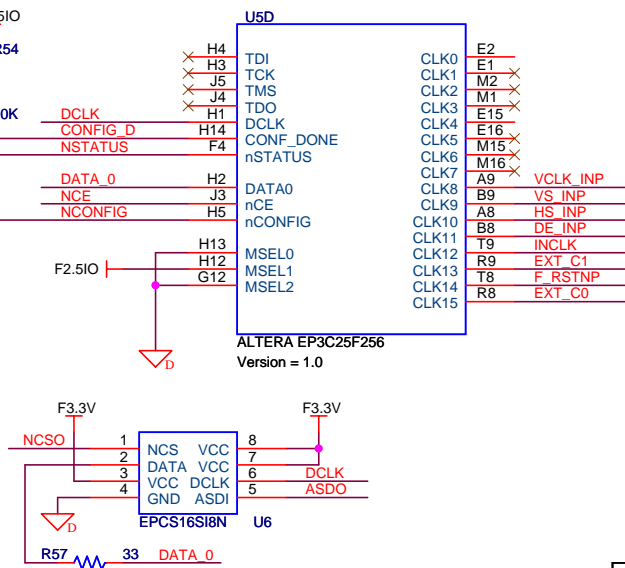 5IO
U5D
R54
H4 TDI CLK0 E2
H3 TCK CLK1 E1
J5 TMS CLK2 M2
J4 TDO CLK3 M1
0K DCLK H1 DCLK CLK4 E15
CONFIG_D H14 CONF_DONE CLK5 E16
NSTATUS F4 nSTATUS CLK6 M15
CLK7 M16
DATA_0 H2 DATA0 CLK8 A9 VCLK_INP
NCE J3 nCE CLK9 B9 VS_INP
NCONFIG H5 nCONFIG CLK10 A8 HS_INP
CLK11 B8 DE_INP
H13 MSEL0 CLK12 T9 INCLK
F2.5IO H12 MSEL1 CLK13 R9 EXT_C1
G12 MSEL2 CLK14 T8 F_RSTNP
CLK15 R8 EXT_C0
ALTERA EP3C25F256
D
Version = 1.0
F3.3V F3.3V
NCSO 1 NCS VCC 8
2 DATA VCC 7
3 VCC DCLK 6 DCLK
4 GND ASDI 5 ASDO
D
EPCS16SI8N U6
R57 33 DATA_0